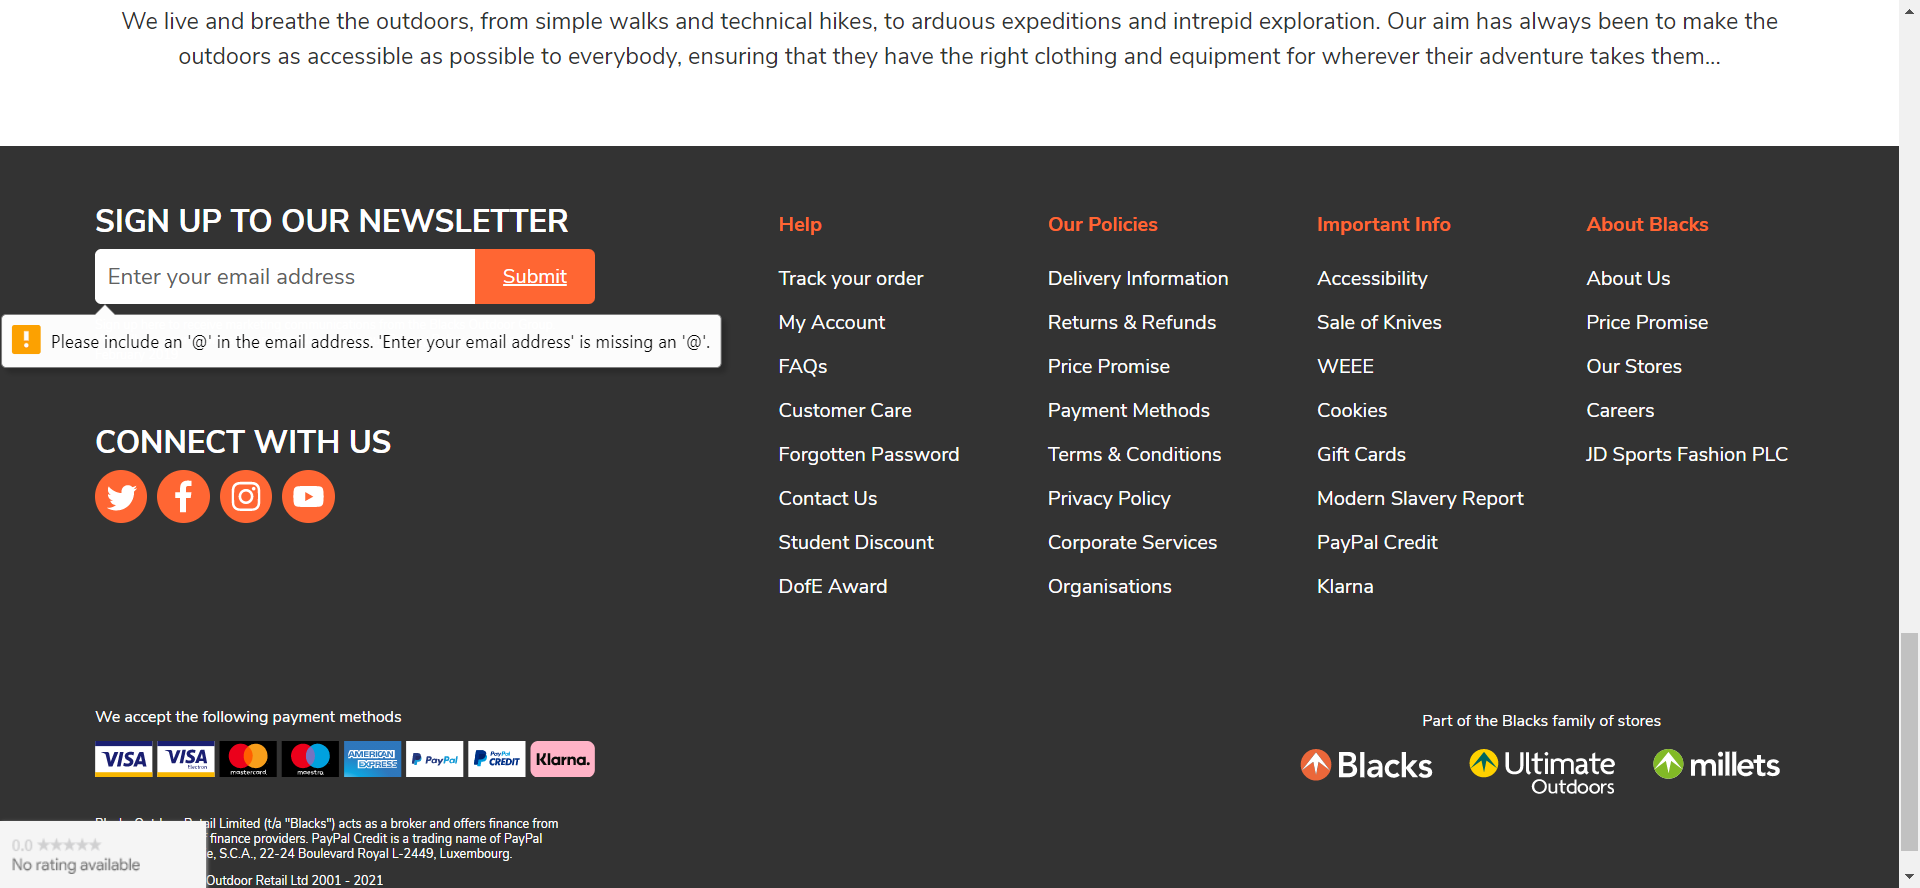 We live and breathe the outdoors, from simple walks and technical hikes, to arduous expeditions and intrepid exploration. Our aim has always been to make the
outdoors as accessible as possible to everybody, ensuring that they have the right clothing and equipment for wherever their adventure takes them...
SIGN UP TO OUR NEWSLETTER
Enter your email address
Submit
Please include an '@' in the email address. 'Enter your email address' is missing an '@'.
CONNECT WITH US
Help
Track your order
My Account
FAQs
Customer Care
Forgotten Password
Contact Us
Student Discount
DofE Award
Our Policies
Delivery Information
Returns & Refunds
Price Promise
Payment Methods
Terms & Conditions
Privacy Policy
Corporate Services
Organisations
Important Info
Accessibility
Sale of Knives
WEEE
Cookies
Gift Cards
Modern Slavery Report
PayPal Credit
Klarna
About Blacks
About Us
Price Promise
Our Stores
Careers
JD Sports Fashion PLC
We accept the following payment methods
VISA
VISA
Electron
mastercard
maestro
AMERICAN
EXPRESS
PayPal
PayPal
CREDIT
Klarna.
Part of the Blacks family of stores
Blacks
Ultimate
Outdoors
millets
Limited (t/a "Blacks") acts as a broker and offers finance from
finance providers. PayPal Credit is a trading name of PayPal
S.C.A., 22-24 Boulevard Royal L-2449, Luxembourg.
Outdoor Retail Ltd 2001 - 2021
0.0
No rating available